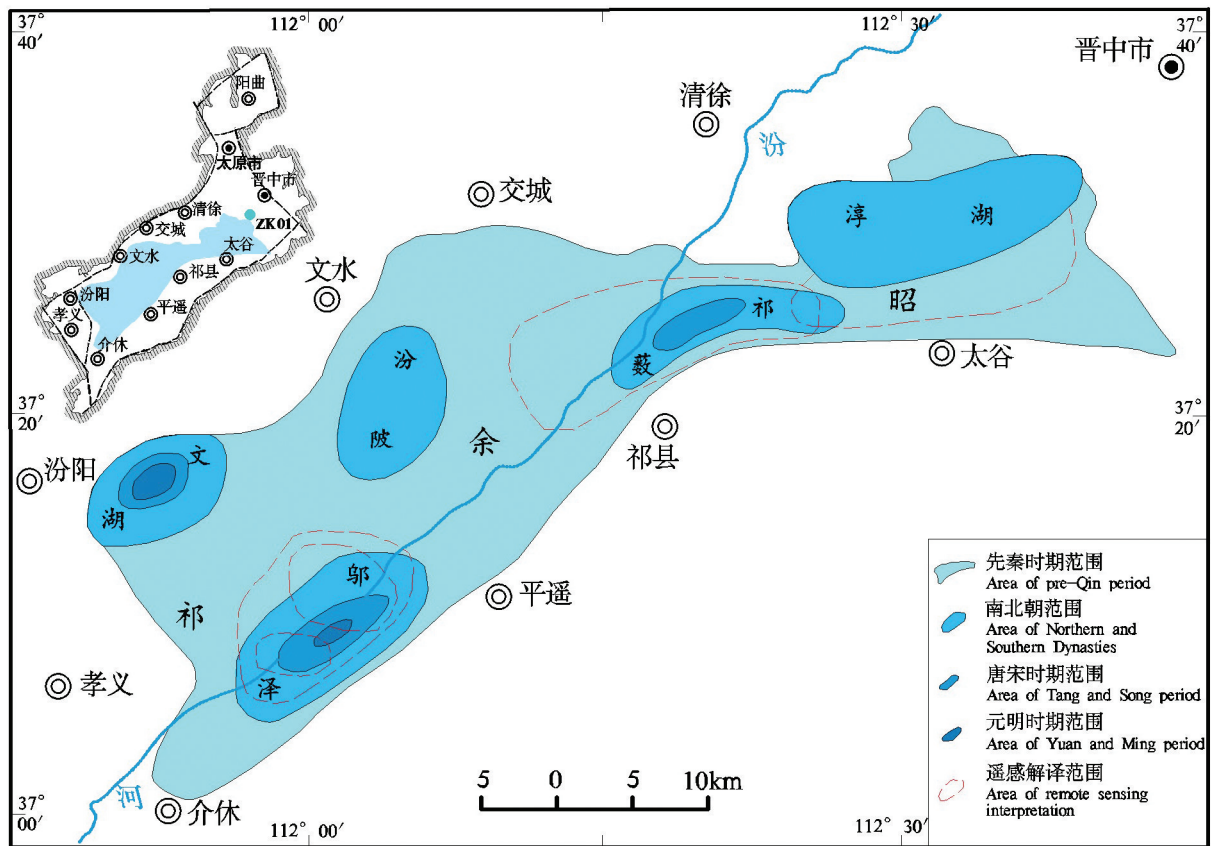 37°
40′
112° 00′
112° 30′
37°
40′
晋中市
阳曲
太原市
晋中市
清徐
ZK01
交城
太谷
文水
祁县
汾阳
平遥
孝义
介休
清徐
汾
交城
淳 湖
文水
祁
昭
薮
太谷
汾
陂
余
37°
20′
37°
20′
祁县
汾阳
文
湖
邬
平遥
祁
泽
孝义
河
介休
5 0 5 10km
37°
00′
112° 00′
112° 30′
先秦时期范围
Area of pre-Qin period
南北朝范围
Area of Northern and
Southern Dynasties
唐宋时期范围
Area of Tang and Song period
元明时期范围
Area of Yuan and Ming period
遥感解译范围
Area of remote sensing
interpretation